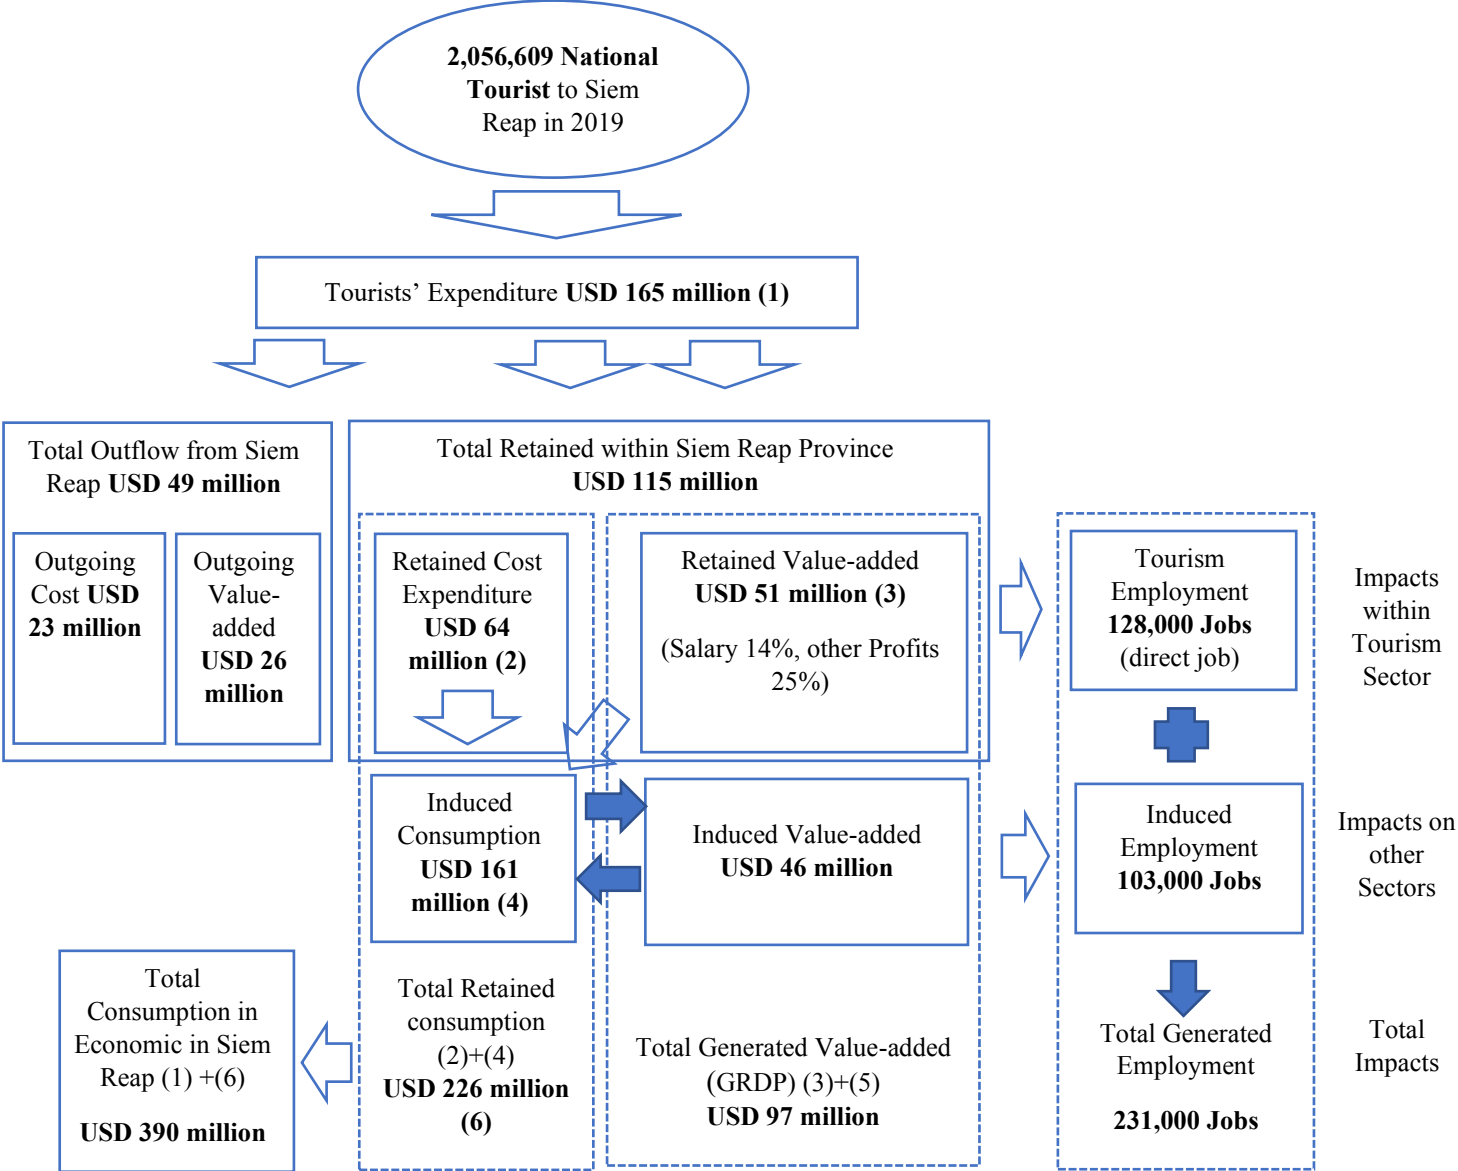 2,056,609 National
Tourist to Siem
Reap in 2019
Tourists’ Expenditure USD 165 million (1)
Total Outflow from Siem
Reap USD 49 million
Outgoing
Cost USD
23 million
Outgoing
Value-
added
USD 26
million
Total Retained within Siem Reap Province
USD 115 million
Retained Cost
Expenditure
USD 64
million (2)
Retained Value-added
USD 51 million (3)
(Salary 14%, other Profits
25%)
Tourism
Employment
128,000 Jobs
(direct job)
Impacts
within
Tourism
Sector
Induced
Consumption
USD 161
million (4)
Induced Value-added
USD 46 million
Induced
Employment
103,000 Jobs
Impacts on
other
Sectors
Total
Consumption in
Economic in Siem
Reap (1) +(6)
USD 390 million
Total Retained
consumption
(2)+(4)
USD 226 million
(6)
Total Generated Value-added
(GRDP) (3)+(5)
USD 97 million
Total Generated
Employment
231,000 Jobs
Total
Impacts